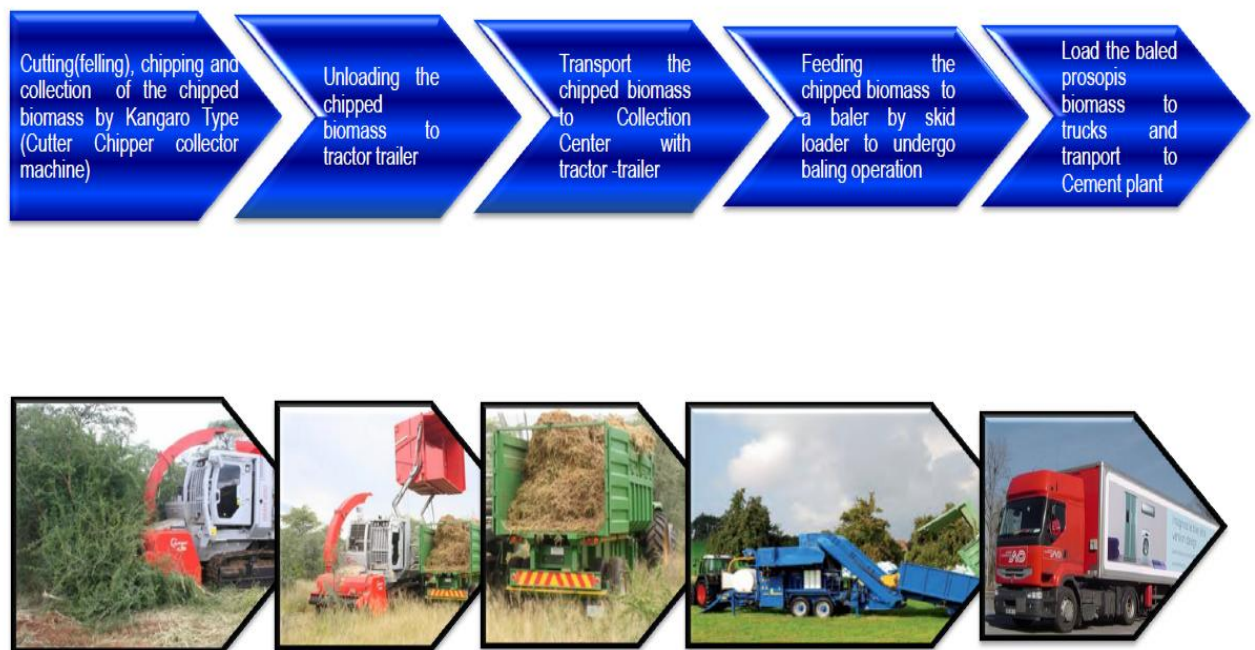 Cutting(felling), chipping and
collection of the chipped
biomass by Kangaro Type
(Cutter Chipper collector
machine)
Unloading the
chipped
biomass to
tractor trailer
Transport the
chipped biomass
to Collection
Center with
tractor -trailer
Feeding the
chipped biomass to
a baler by skid
loader to undergo
baling operation
Load the baled
prosopis
biomass to
trucks and
tranport to
Cement plant